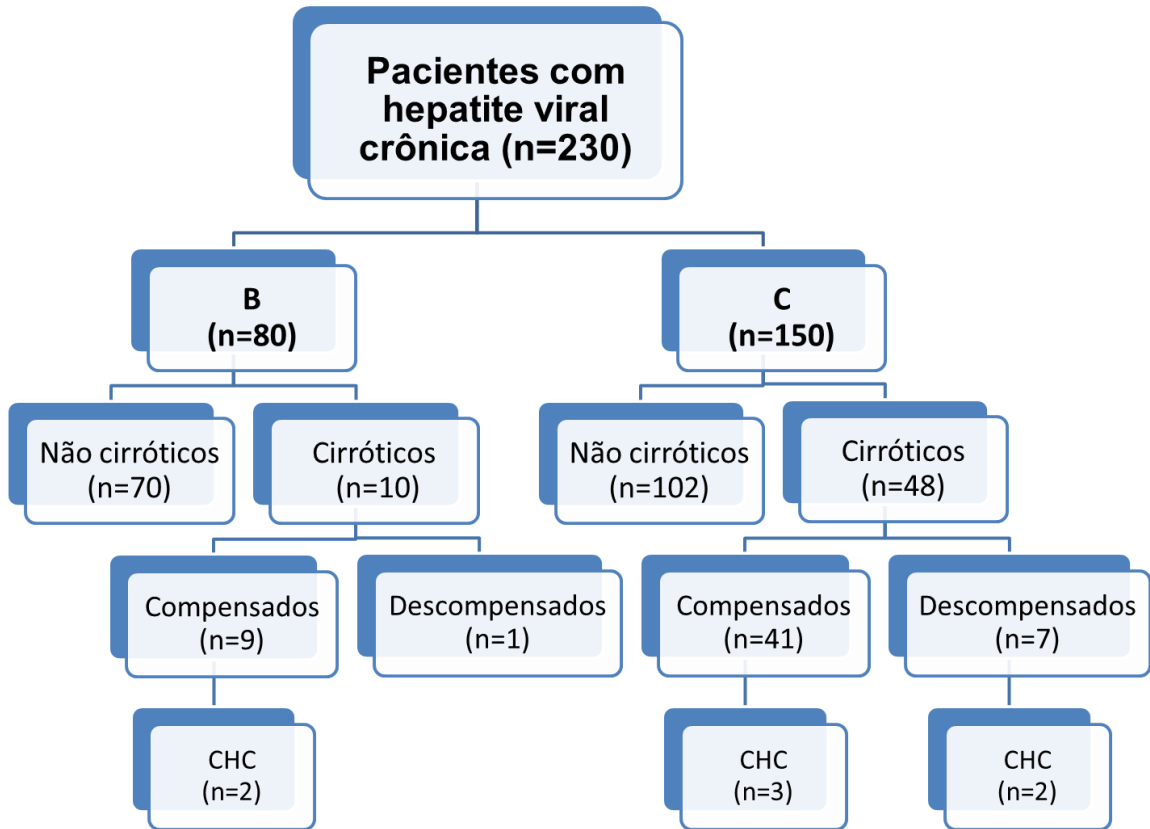 Pacientes com
hepatite viral
crônica (n=230)
B
(n=80)
C
(n=150)
Não cirróticos
(n=70)
Cirróticos
(n=10)
Não cirróticos
(n=102)
Cirróticos
(n=48)
Compensados
(n=9)
Descompensados
(n=1)
Compensados
(n=41)
Descompensados
(n=7)
CHC
(n=2)
CHC
(n=3)
CHC
(n=2)